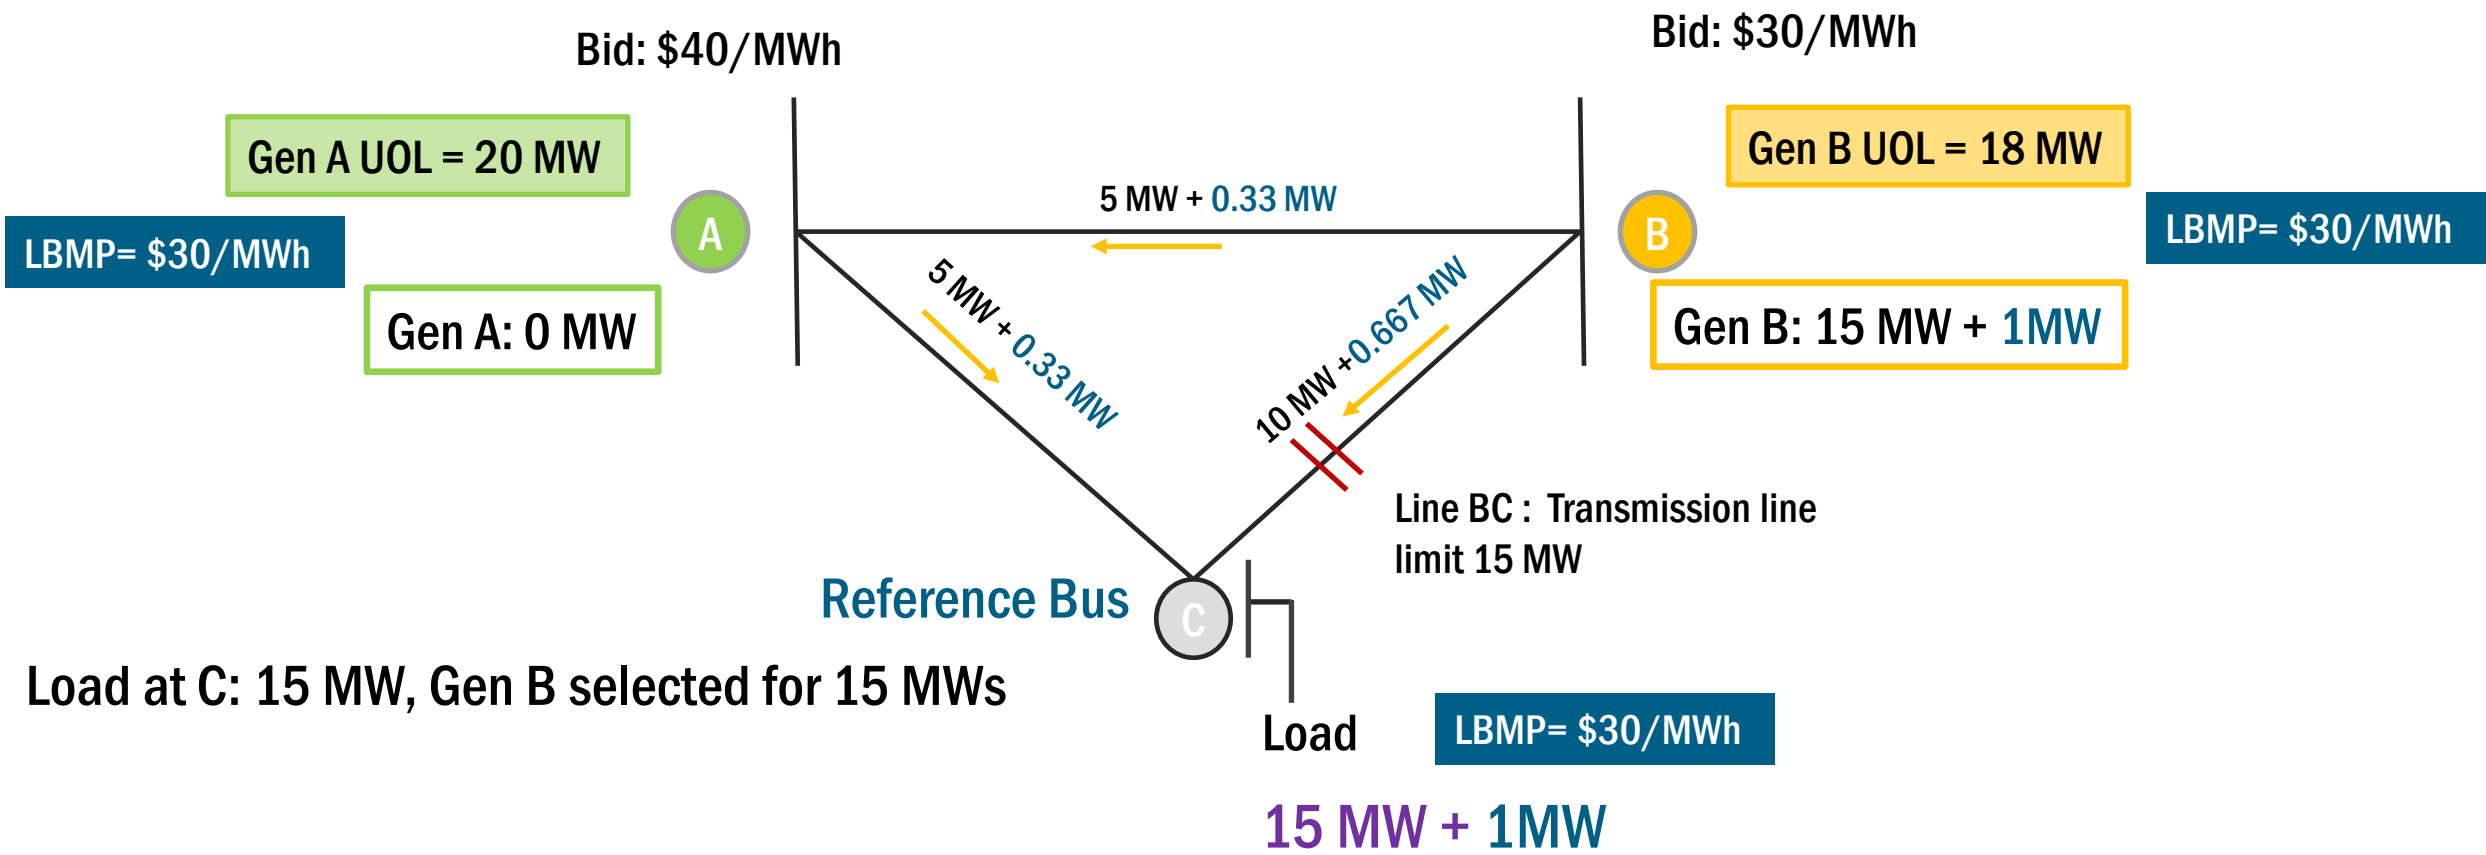 Bid: $40/MWh
Bid: $30/MWh
Gen A UOL = 20 MW
Gen B UOL = 18 MW
5 MW + 0.33 MW
A
B
LBMP= $30/MWh
LBMP= $30/MWh
Gen A: 0 MW
5 MW + 0.33 MW
10 MW +0.667 MW
Gen B: 15 MW + 1MW
Line BC : Transmission line
limit 15 MW
Reference Bus
C
Load at C: 15 MW, Gen B selected for 15 MWs
Load
LBMP= $30/MWh
15 MW + 1MW